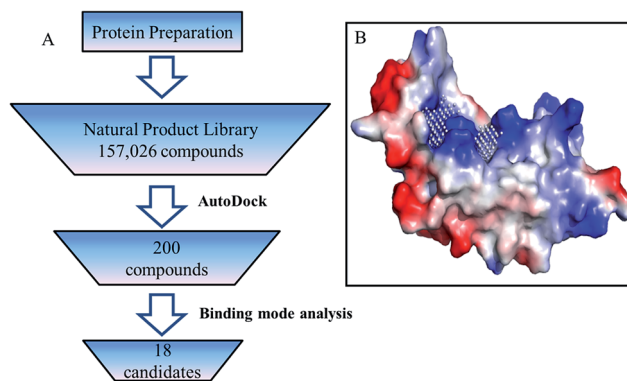 A
Protein Preparation
Natural Product Library
157,026 compounds
AutoDock
200
compounds
Binding mode analysis
18
candidates
B